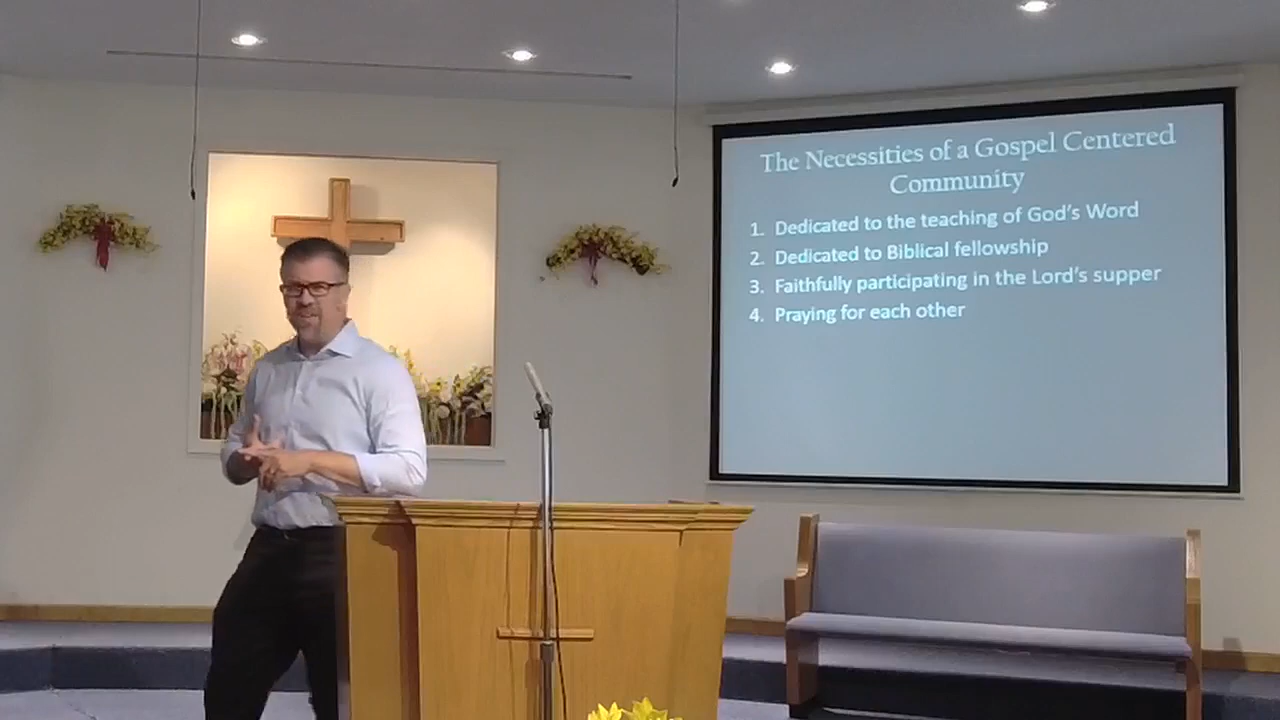 The Necessities of a Gospel Centered
Community
1. Dedicated to the teaching of God's Word
2. Dedicated to Biblical fellowship
3. Faithfully participating in the Lord's supper
4. Praying for each other